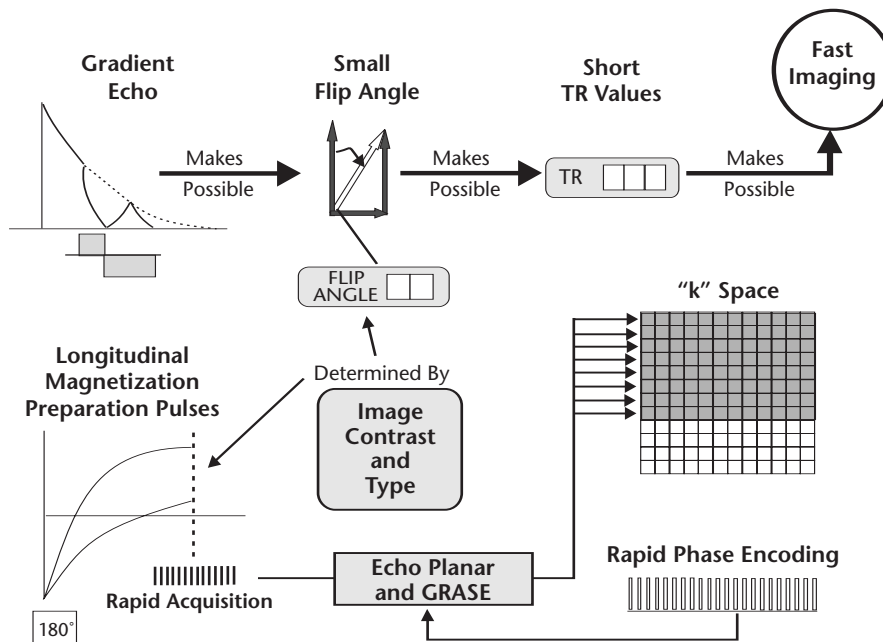 Gradient
Echo
Small
Flip Angle
Short
TR Values
Fast
Imaging
Makes
Possible
Makes
Possible
TR
Makes
Possible
FLIP
ANGLE
“k” Space
Longitudinal
Magnetization
Preparation Pulses
Determined By
Image
Contrast
and
Type
Rapid Acquisition
180°
Echo Planar
and GRASE
Rapid Phase Encoding